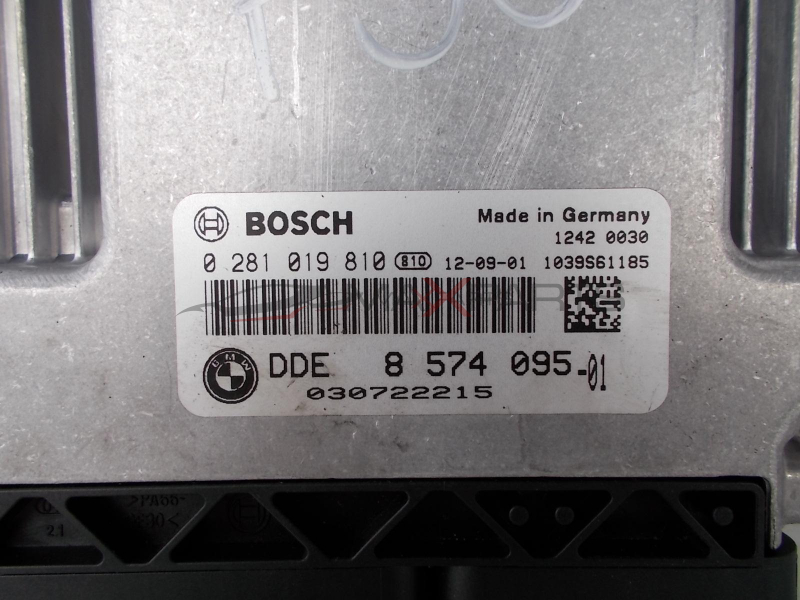 BOSCH Made in Germany
1242 0030
0 281 019 810 810 12-09-01 1039S61185
BMW DDE 8 574 095-01
030722215